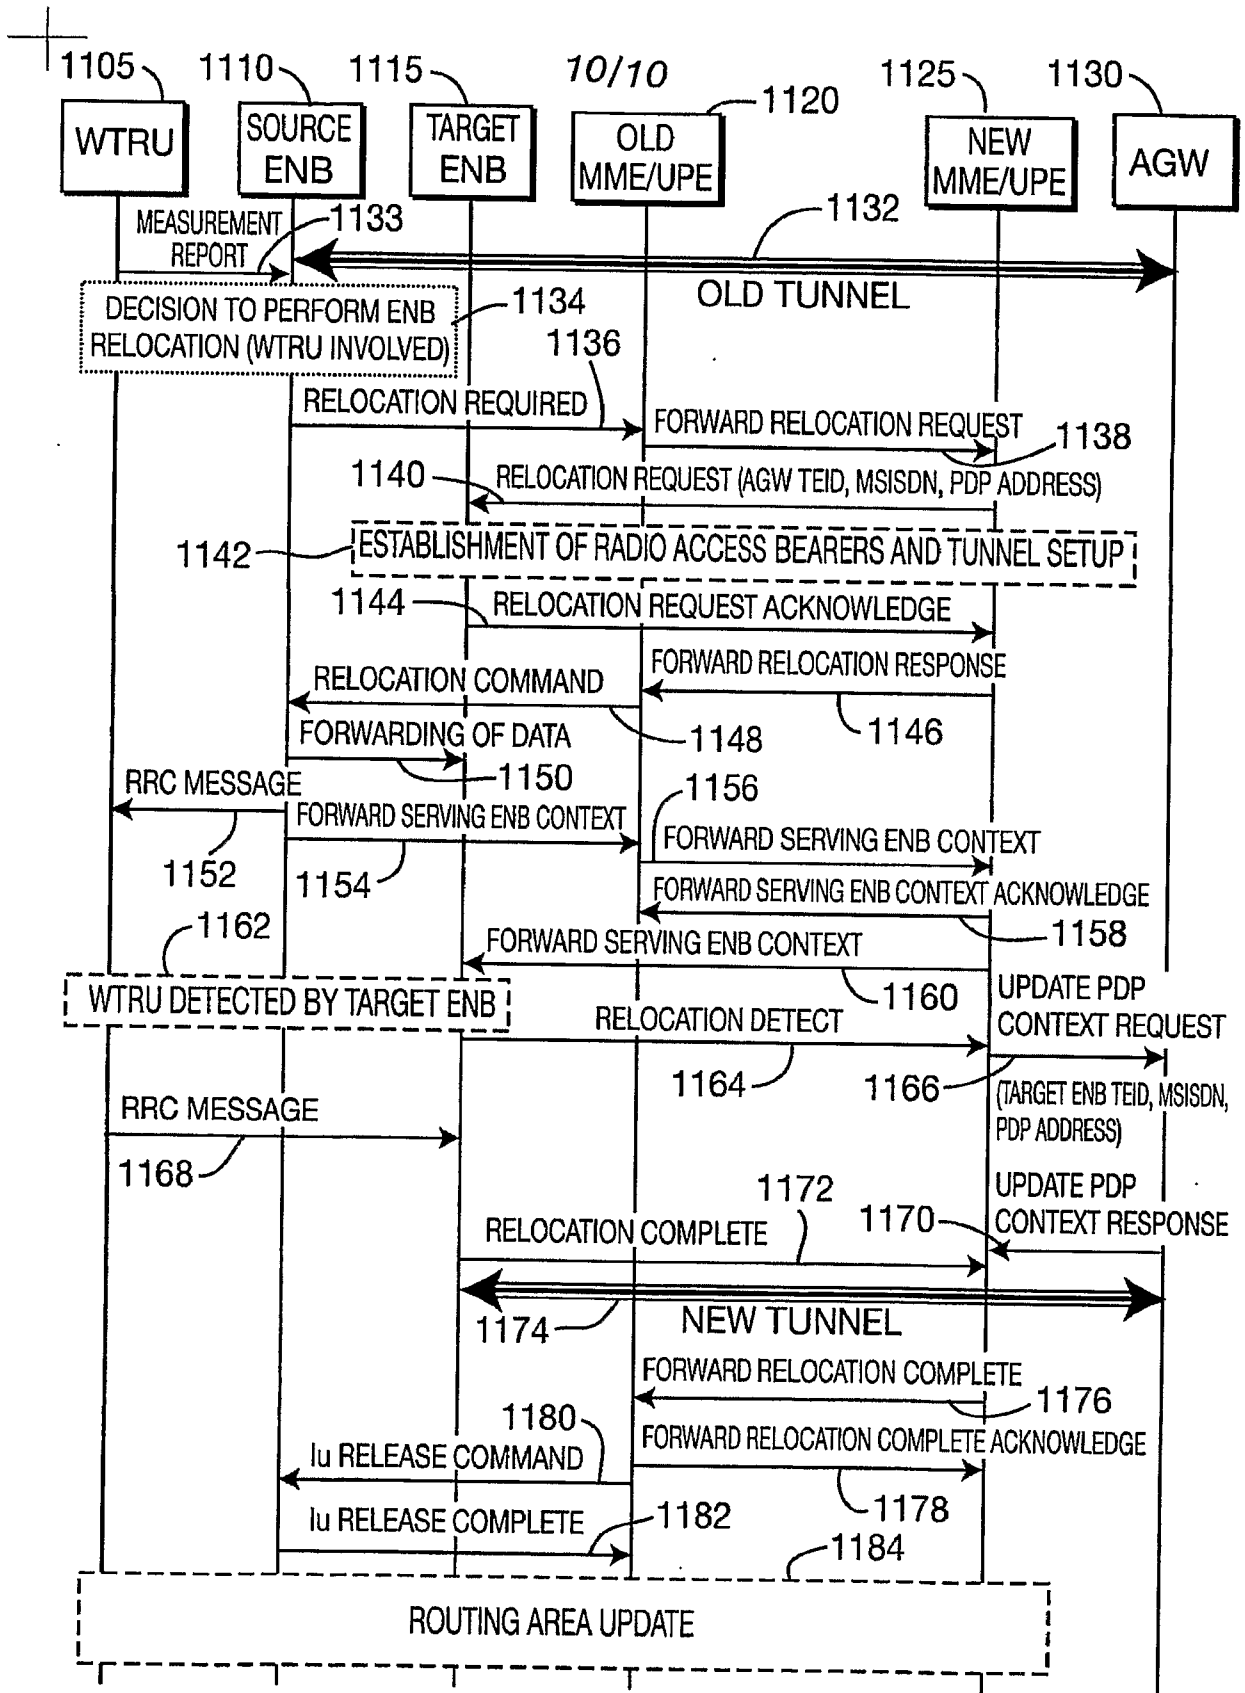 10/10
1105
1110
1115
1120
1125
1130
WTRU
SOURCE
ENB
TARGET
ENB
OLD
MME/UPE
NEW
MME/UPE
AGW
MEASUREMENT
REPORT
1133
1132
OLD TUNNEL
DECISION TO PERFORM ENB
RELOCATION (WTRU INVOLVED)
1134
1136
RELOCATION REQUIRED
FORWARD RELOCATION REQUEST
1138
1140
RELOCATION REQUEST (AGW TEID, MSISDN, PDP ADDRESS)
1142
ESTABLISHMENT OF RADIO ACCESS BEARERS AND TUNNEL SETUP
1144
RELOCATION REQUEST ACKNOWLEDGE
FORWARD RELOCATION RESPONSE
1146
RELOCATION COMMAND
1148
FORWARDING OF DATA
1150
RRC MESSAGE
1152
FORWARD SERVING ENB CONTEXT
1154
1156
FORWARD SERVING ENB CONTEXT
FORWARD SERVING ENB CONTEXT ACKNOWLEDGE
1158
1162
FORWARD SERVING ENB CONTEXT
1160
WTRU DETECTED BY TARGET ENB
RELOCATION DETECT
1164
UPDATE PDP
CONTEXT REQUEST
1166
(TARGET ENB TEID, MSISDN,
PDP ADDRESS)
RRC MESSAGE
1168
UPDATE PDP
CONTEXT RESPONSE
1170
1172
RELOCATION COMPLETE
1174
NEW TUNNEL
FORWARD RELOCATION COMPLETE
1176
1180
FORWARD RELOCATION COMPLETE ACKNOWLEDGE
1178
Iu RELEASE COMMAND
Iu RELEASE COMPLETE
1182
1184
ROUTING AREA UPDATE